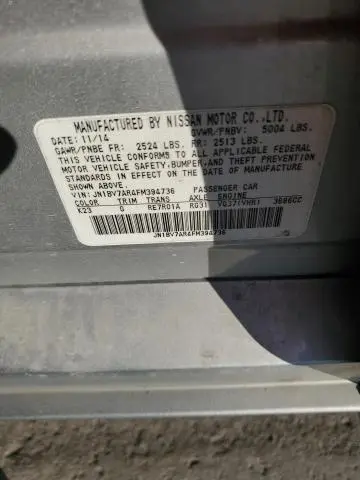 MANUFACTURED BY NISSAN MOTOR CO.,LTD.
DATE:11/14 GVWR/PNBV: 5004 LBS.
GAWR/PNBE FR: 2524 LBS. RR: 2513 LBS.
THIS VEHICLE CONFORMS TO ALL APPLICABLE FEDERAL
MOTOR VEHICLE SAFETY,BUMPER,AND THEFT PREVENTION
STANDARDS IN EFFECT ON THE DATE OF MANUFACTURE
SHOWN ABOVE.
VIN:JN1BV7AR4FM394736 PASSENGER CAR
COLOR TRIM TRANS AXLE ENGINE
K23 G RE7R01A RG31 VQ37(VHR) 3696CC
JN1BV7AR4FM394736